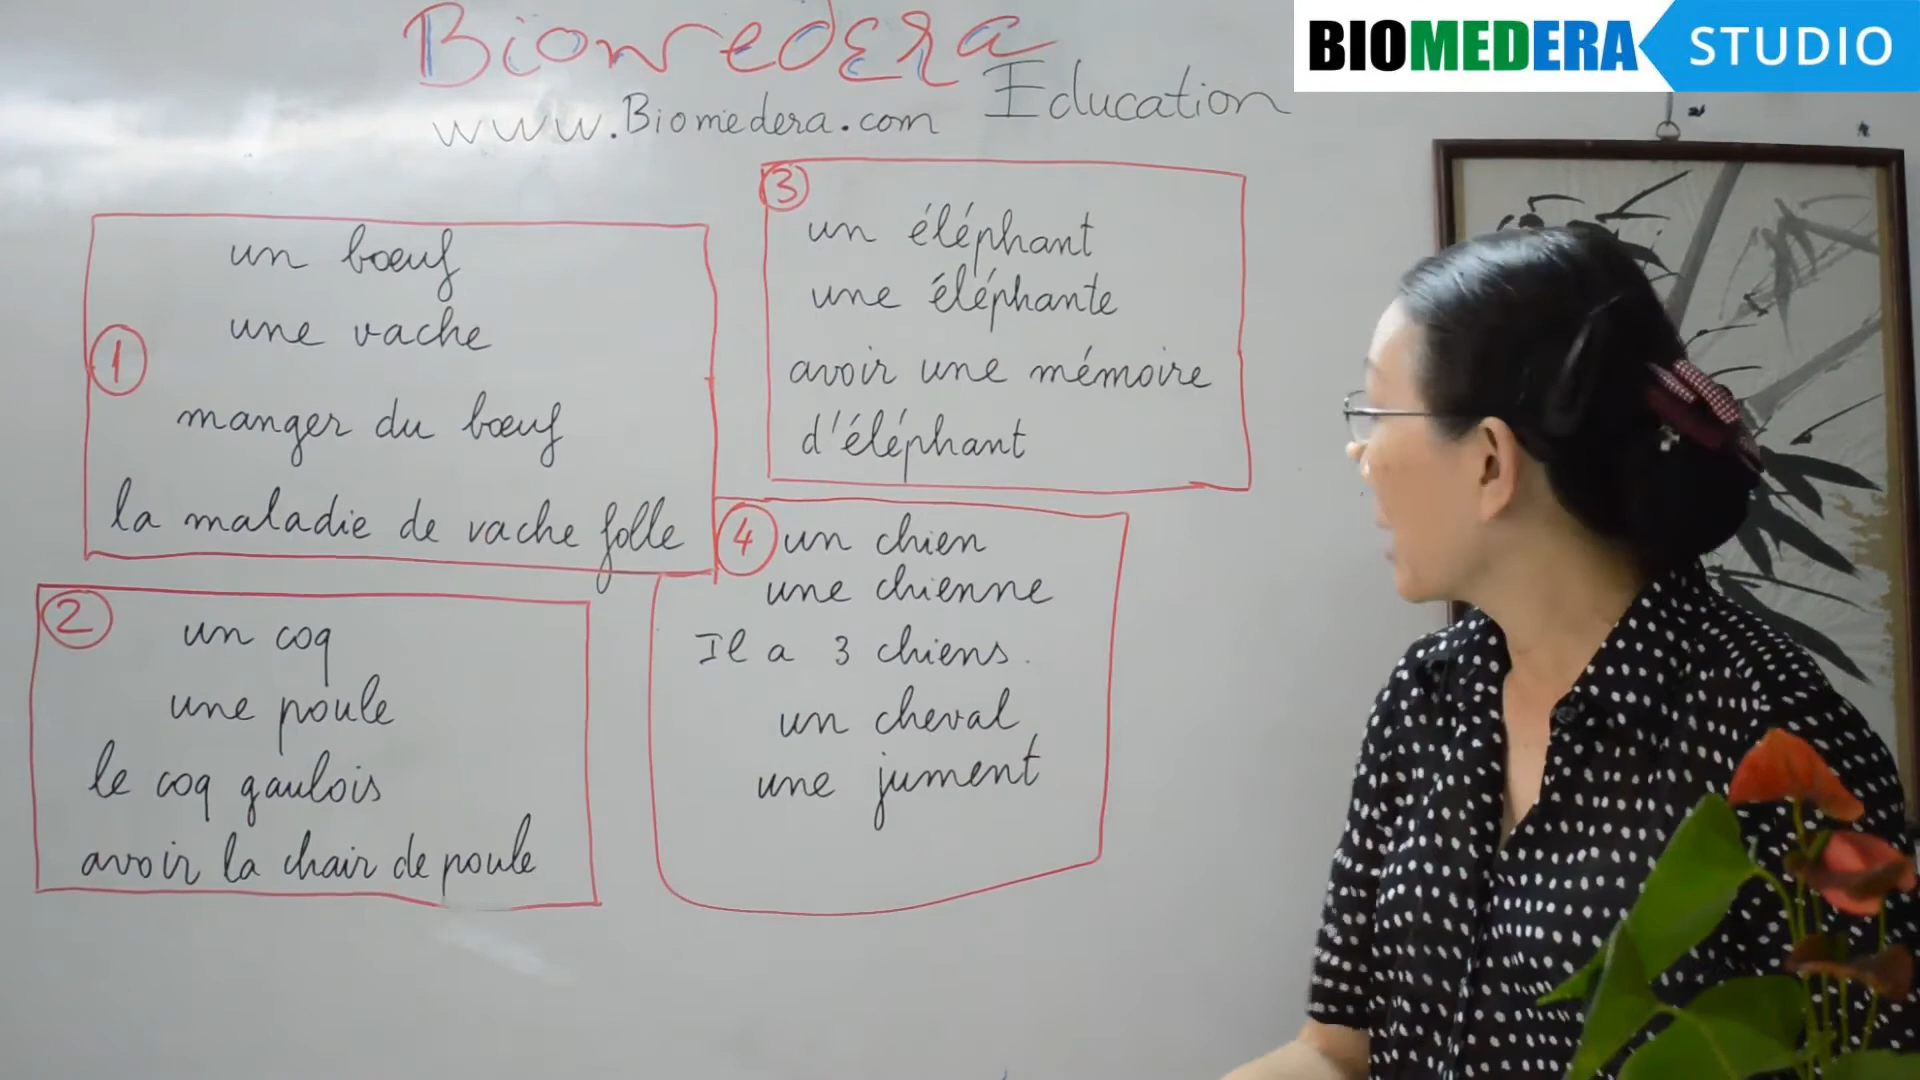 BiomedEra
Education
www.Biomedera.com
BIOMEDERA STUDIO
1
un bœuf
une vache
manger du bœuf
la maladie de vache folle
2
un coq
une poule
le coq gaulois
avoir la chair de poule
3
un éléphant
une éléphante
avoir une mémoire
d'éléphant
4
un chien
une chienne
Il a 3 chiens.
un cheval
une jument